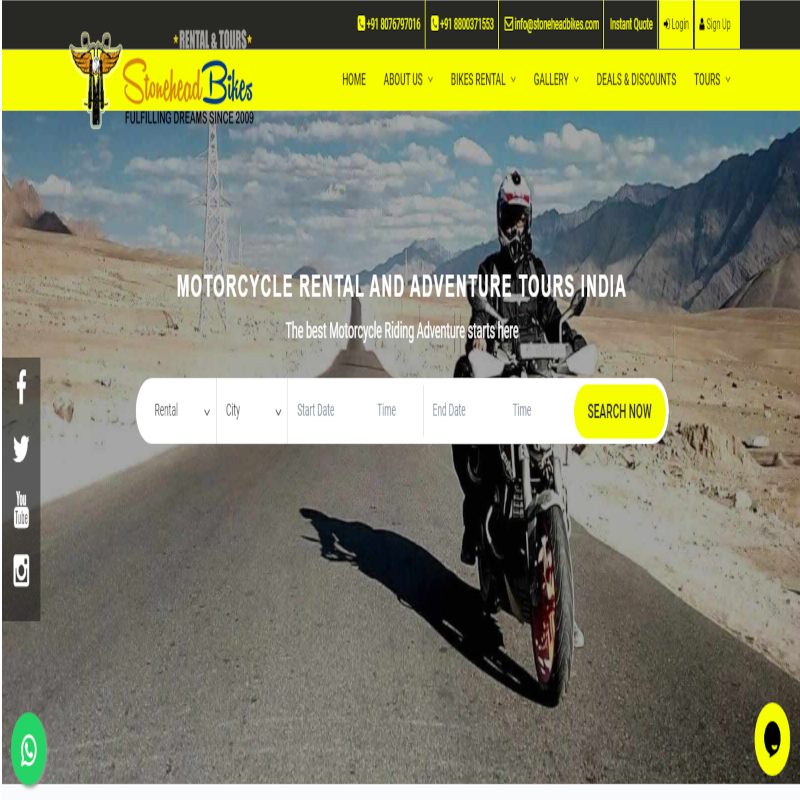 +91 8076797016
+91 8800371553
info@stoneheadbikes.com
Instant Quote
Login
Sign Up
RENTAL & TOURS
Stonehead Bikes
FULFILLING DREAMS SINCE 2009
HOME
ABOUT US
BIKES RENTAL
GALLERY
DEALS & DISCOUNTS
TOURS
MOTORCYCLE RENTAL AND ADVENTURE TOURS INDIA
The best Motorcycle Riding Adventure starts here
Rental
City
Start Date
Time
End Date
Time
SEARCH NOW
You
Tube